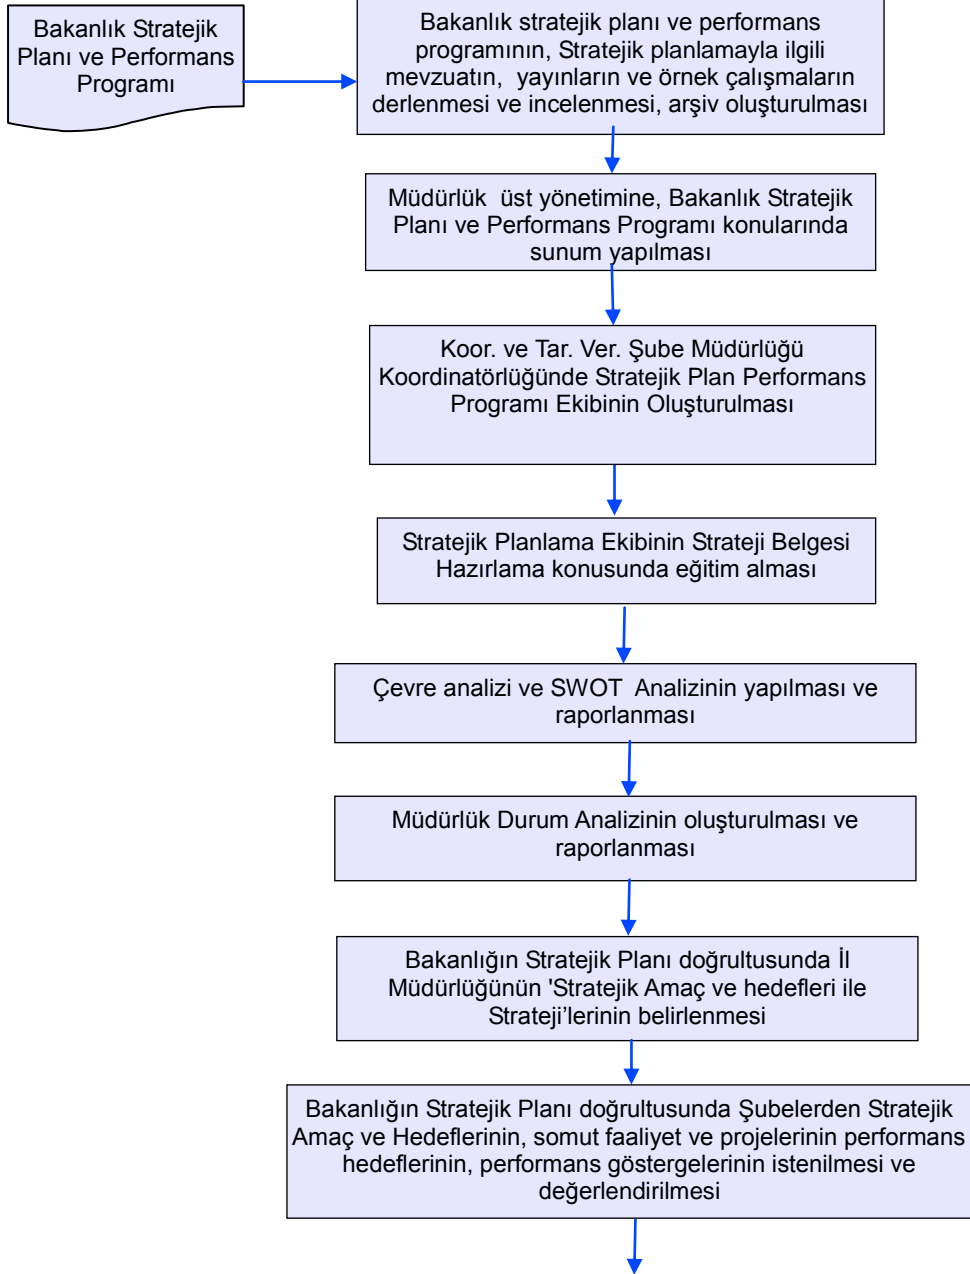 Bakanlık Stratejik
Planı ve Performans
Programı
Bakanlık stratejik planı ve performans
programının, Stratejik planlamayla ilgili
mevzuatın, yayınların ve örnek çalışmaların
derlenmesi ve incelenmesi, arşiv oluşturulması
Müdürlük üst yönetimine, Bakanlık Stratejik
Planı ve Performans Programı konularında
sunum yapılması
Koor. ve Tar. Ver. Şube Müdürlüğü
Koordinatörlüğünde Stratejik Plan Performans
Programı Ekibinin Oluşturulması
Stratejik Planlama Ekibinin Strateji Belgesi
Hazırlama konusunda eğitim alması
Çevre analizi ve SWOT Analizinin yapılması ve
raporlanması
Müdürlük Durum Analizinin oluşturulması ve
raporlanması
Bakanlığın Stratejik Planı doğrultusunda İl
Müdürlüğünün 'Stratejik Amaç ve hedefleri ile
Strateji’lerinin belirlenmesi
Bakanlığın Stratejik Planı doğrultusunda Şubelerden Stratejik
Amaç ve Hedeflerinin, somut faaliyet ve projelerinin performans
hedeflerinin, performans göstergelerinin istenilmesi ve
değerlendirilmesi